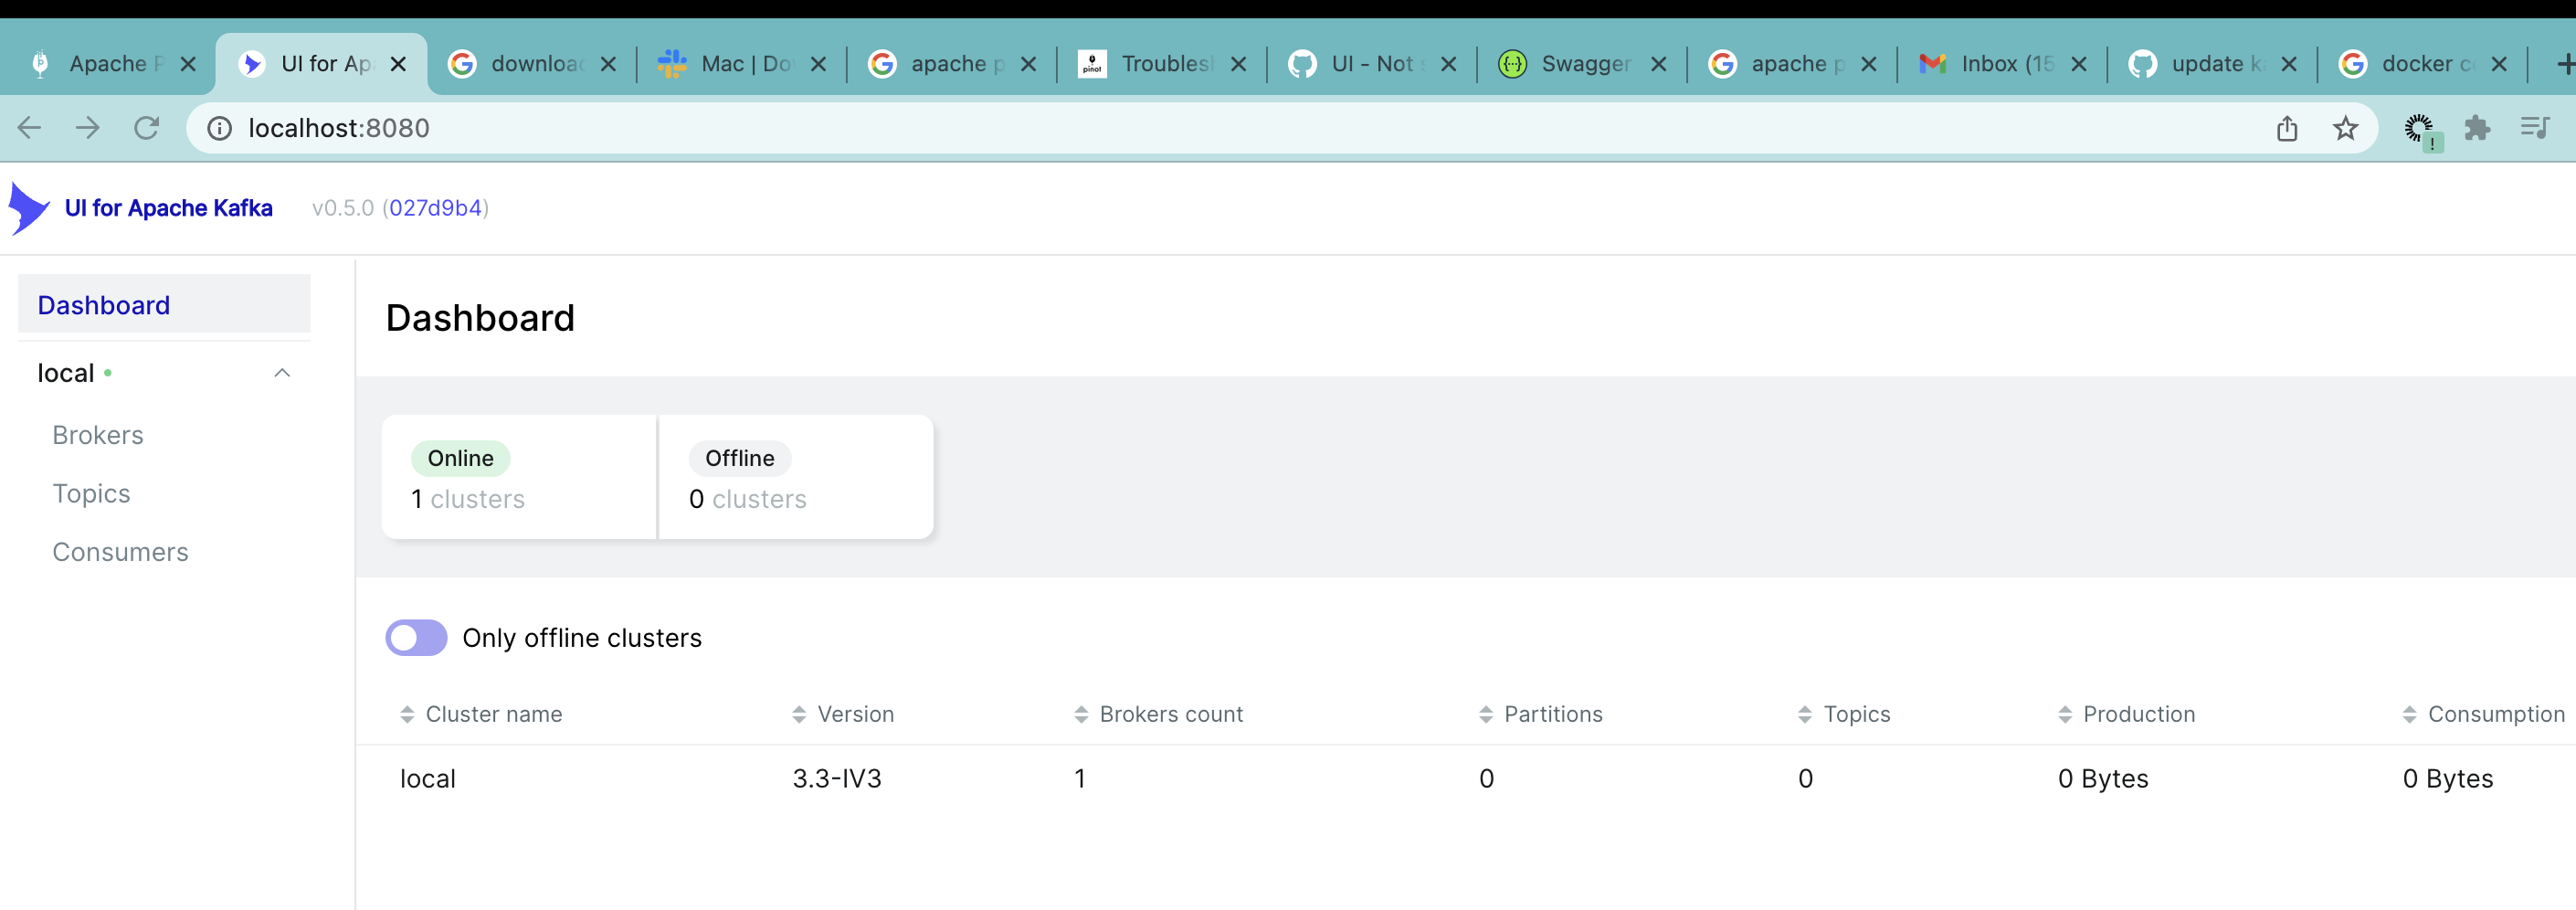 Apache P
UI for Ap
download
Mac | Do
apache p
Troubles
UI - Not
Swagger
apache p
Inbox (15
update k
docker c
localhost:8080
UI for Apache Kafka v0.5.0 (027d9b4)
Dashboard
local
Brokers
Topics
Consumers
Dashboard
Online Offline
1 clusters 0 clusters
Only offline clusters
Cluster name Version Brokers count Partitions Topics Production Consumption
local 3.3-IV3 1 0 0 0 Bytes 0 Bytes